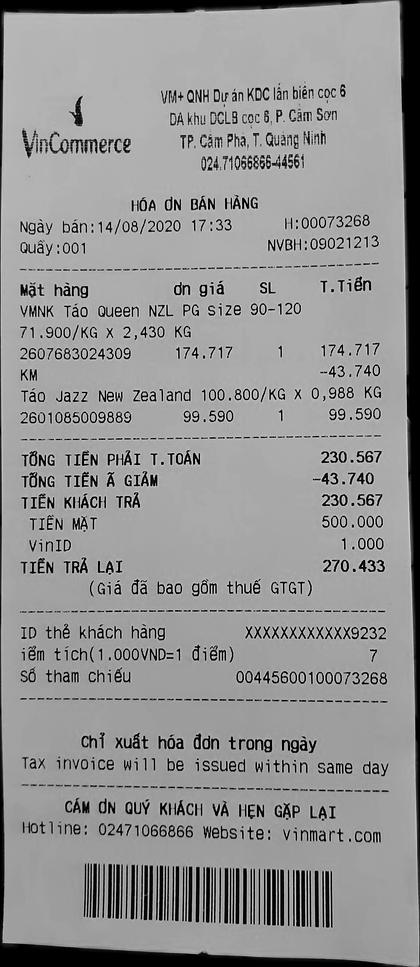 VinCommerce
VM+ QNH Dự án KDC lấn biển cọc 6
DA khu DCLB cọc 6, P. Cẩm Sơn
TP. Cẩm Phả, T. Quảng Ninh
024.71066866-44561
HÓA ƠN BÁN HÀNG
Ngày bán:14/08/2020 17:33 H:00073268
Quầy:001 NVBH:09021213
Mặt hàng ơn giá SL T.Tiền
VMNK Táo Queen NZL PG size 90-120
71.900/KG X 2,430 KG
2607683024309 174.717 1 174.717
KM -43.740
Táo Jazz New Zealand 100.800/KG X 0,988 KG
2601085009889 99.590 1 99.590
TỔNG TIỀN PHẢI T.TOÁN 230.567
TỔNG TIỀN Ã GIẢM -43.740
TIỀN KHÁCH TRẢ 230.567
TIỀN MẶT 500.000
VinID 1.000
TIỀN TRẢ LẠI 270.433
(Giá đã bao gồm thuế GTGT)
ID thẻ khách hàng XXXXXXXXXXXX9232
iểm tích(1.000VND=1 điểm) 7
Số tham chiếu 00445600100073268
Chỉ xuất hóa đơn trong ngày
Tax invoice will be issued within same day
CẢM ƠN QUÝ KHÁCH VÀ HẸN GẶP LẠI
Hotline: 02471066866 Website: vinmart.com